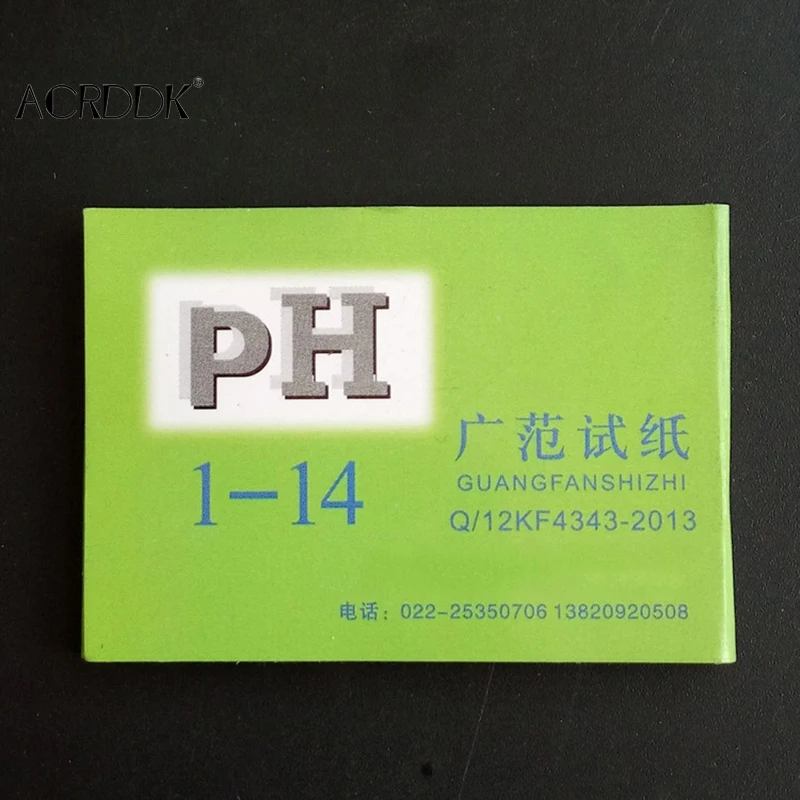 ACRDDK®
pH
1-14
广范试纸
GUANGFANSHIZHI
Q/12KF4343-2013
电话：022-25350706 13820920508